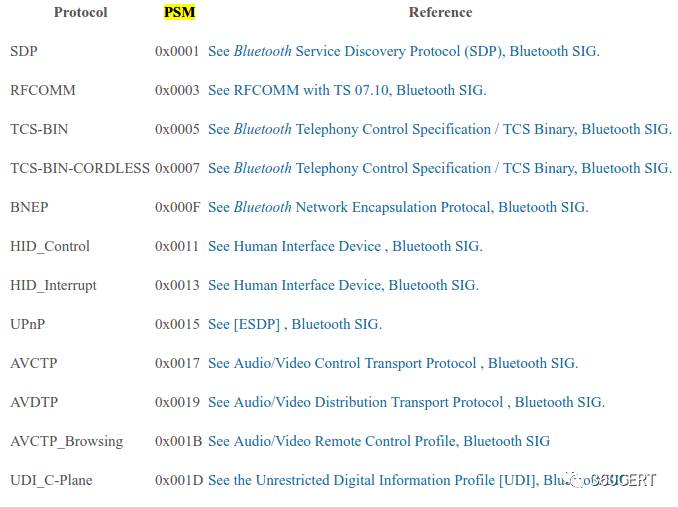 Protocol PSM Reference
SDP 0x0001 See Bluetooth Service Discovery Protocol (SDP), Bluetooth SIG.
RFCOMM 0x0003 See RFCOMM with TS 07.10, Bluetooth SIG.
TCS-BIN 0x0005 See Bluetooth Telephony Control Specification / TCS Binary, Bluetooth SIG.
TCS-BIN-CORDLESS 0x0007 See Bluetooth Telephony Control Specification / TCS Binary, Bluetooth SIG.
BNEP 0x000F See Bluetooth Network Encapsulation Protocal, Bluetooth SIG.
HID_Control 0x0011 See Human Interface Device , Bluetooth SIG.
HID_Interrupt 0x0013 See Human Interface Device, Bluetooth SIG.
UPnP 0x0015 See [ESDP] , Bluetooth SIG.
AVCTP 0x0017 See Audio/Video Control Transport Protocol , Bluetooth SIG.
AVDTP 0x0019 See Audio/Video Distribution Transport Protocol , Bluetooth SIG.
AVCTP_Browsing 0x001B See Audio/Video Remote Control Profile, Bluetooth SIG
UDI_C-Plane 0x001D See the Unrestricted Digital Information Profile [UDI],
360CERT